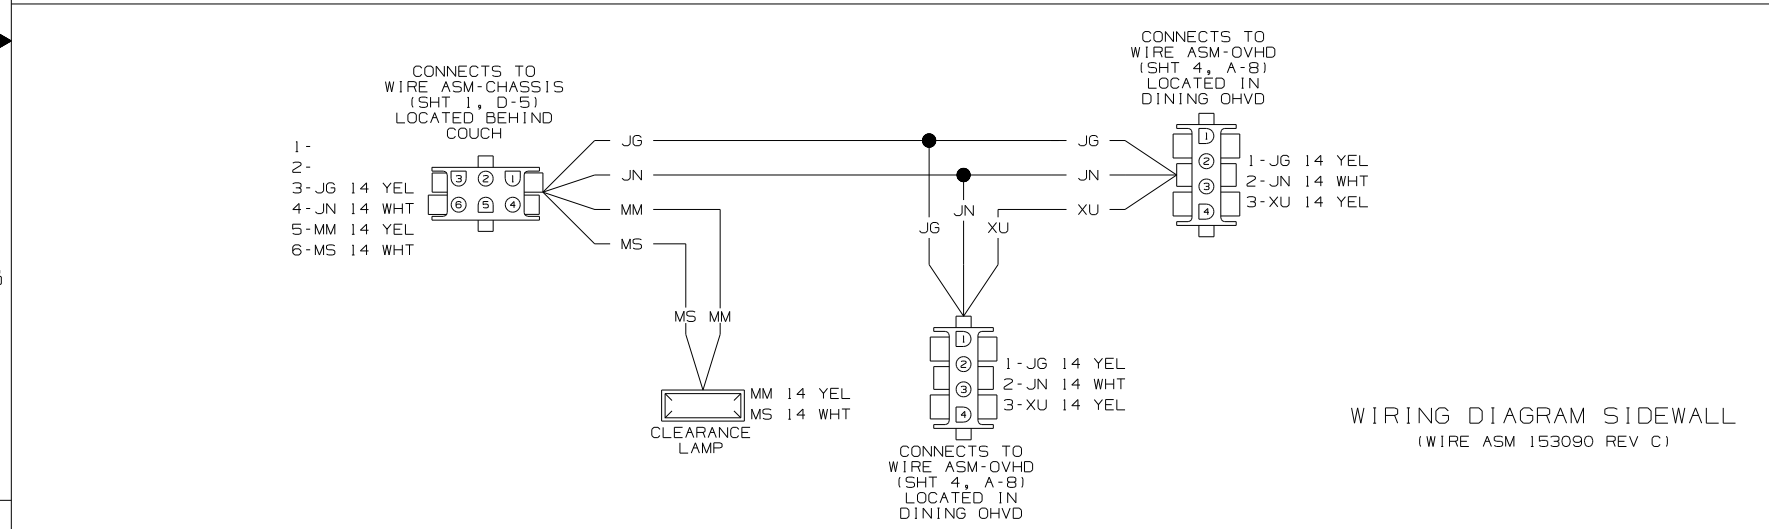 CONNECTS TO
WIRE ASM-CHASSIS
(SHT 1, D-5)
LOCATED BEHIND
COUCH
1-
2-
3-JG 14 YEL
4-JN 14 WHT
5-MM 14 YEL
6-MS 14 WHT
3 2 1
6 5 4
JG
JN
MM
MS
MS MM
MM 14 YEL
MS 14 WHT
CLEARANCE
LAMP
JG
JN
XU
JN
JG
XU
CONNECTS TO
WIRE ASM-OVHD
(SHT 4, A-8)
LOCATED IN
DINING OHVD
1
2
3
4
1-JG 14 YEL
2-JN 14 WHT
3-XU 14 YEL
1
2
3
4
1-JG 14 YEL
2-JN 14 WHT
3-XU 14 YEL
CONNECTS TO
WIRE ASM-OVHD
(SHT 4, A-8)
LOCATED IN
DINING OHVD
WIRING DIAGRAM SIDEWALL
(WIRE ASM 153090 REV C)